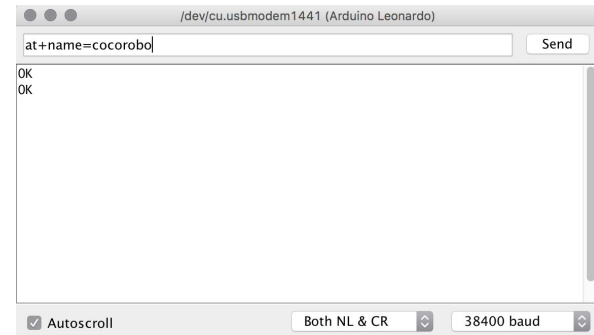 /dev/cu.usbmodem1441 (Arduino Leonardo)
at+name=cocorobo
Send
OK
OK
Autoscroll
Both NL & CR
38400 baud